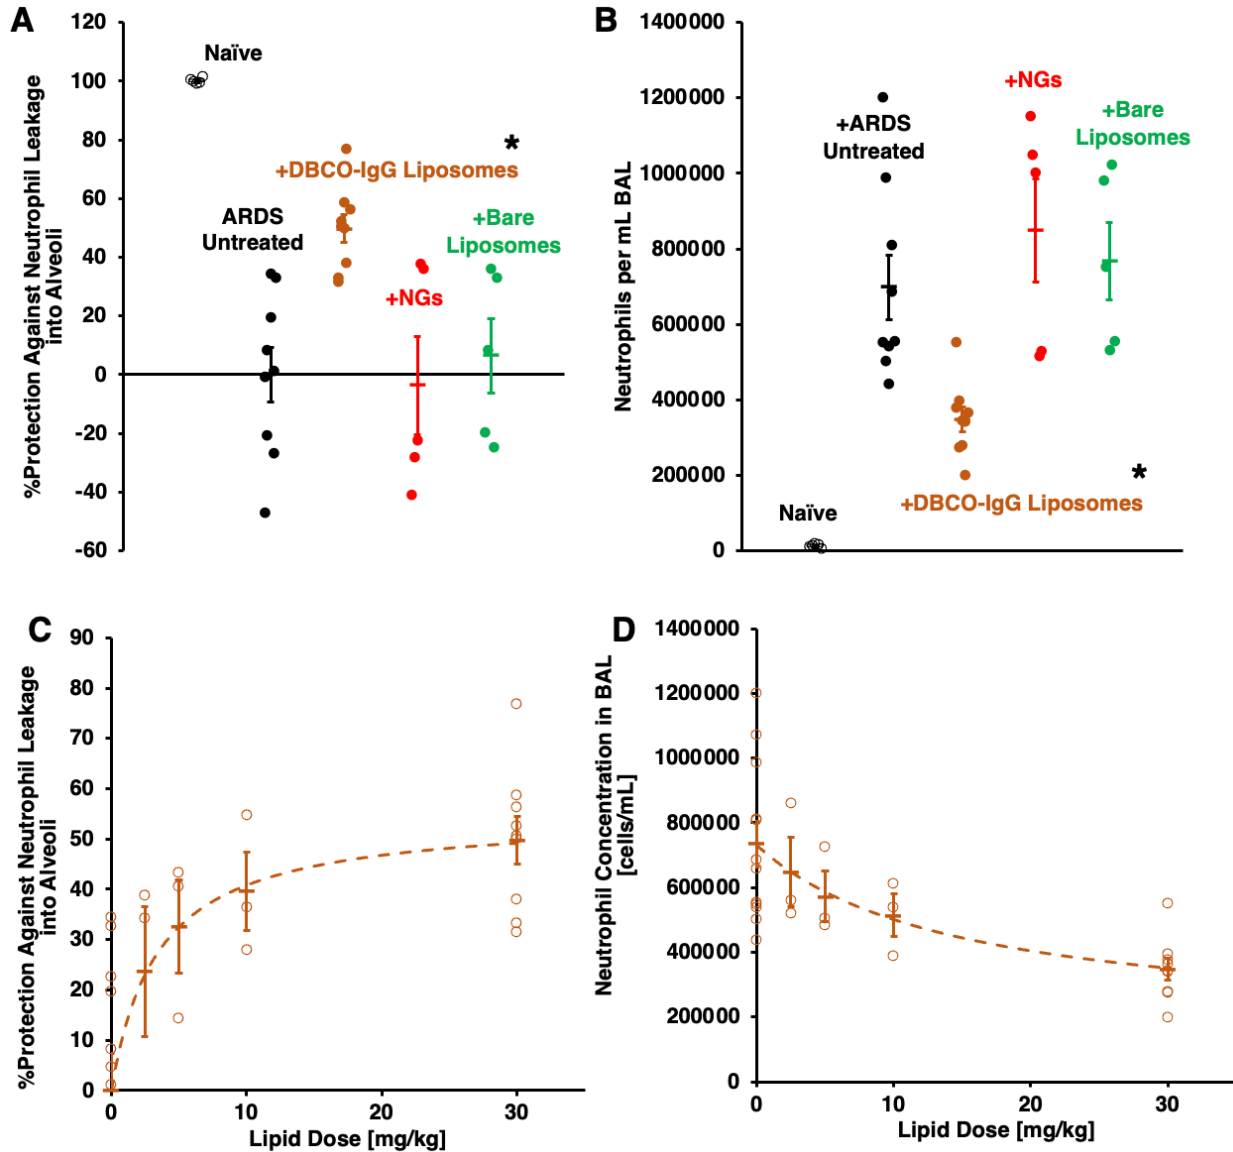 A
%Protection Against Neutrophil Leakage
into Alveoli
120
100
80
60
40
20
0
-20
-40
-60
Naïve
ARDS
Untreated
+DBCO-IgG Liposomes
*
+NGs
+Bare
Liposomes
B
Neutrophils per mL BAL
1400000
1200000
1000000
800000
600000
400000
200000
0
Naïve
+ARDS
Untreated
+DBCO-IgG Liposomes
*
+NGs
+Bare
Liposomes
C
%Protection Against Neutrophil Leakage
into Alveoli
90
80
70
60
50
40
30
20
10
0
0 10 20 30
Lipid Dose [mg/kg]
D
Neutrophil Concentration in BAL
[cells/mL]
1400000
1200000
1000000
800000
600000
400000
200000
0
0 10 20 30
Lipid Dose [mg/kg]